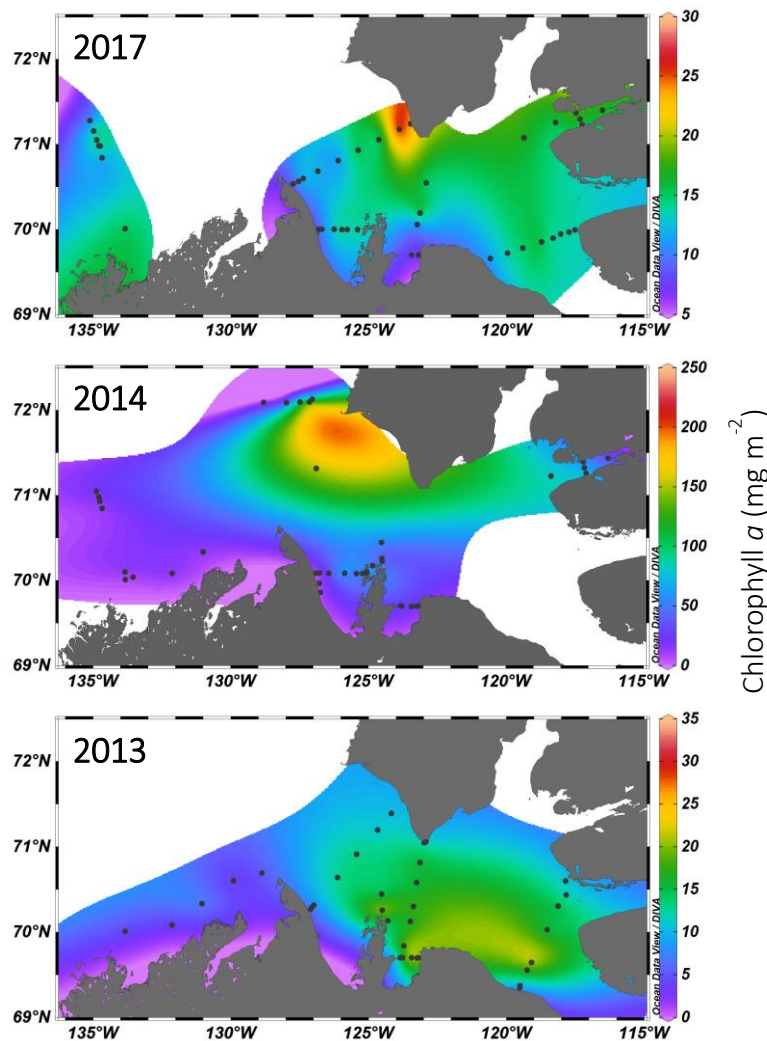 2017
72°N
71°N
70°N
69°N
135°W
130°W
125°W
120°W
115°W
30
25
20
15
10
5
Ocean Data View / DIVA
2014
72°N
71°N
70°N
69°N
135°W
130°W
125°W
120°W
115°W
250
200
150
100
50
0
Ocean Data View / DIVA
Chlorophyll a (mg m⁻²)
2013
72°N
71°N
70°N
69°N
135°W
130°W
125°W
120°W
115°W
35
30
25
20
15
10
5
0
Ocean Data View / DIVA